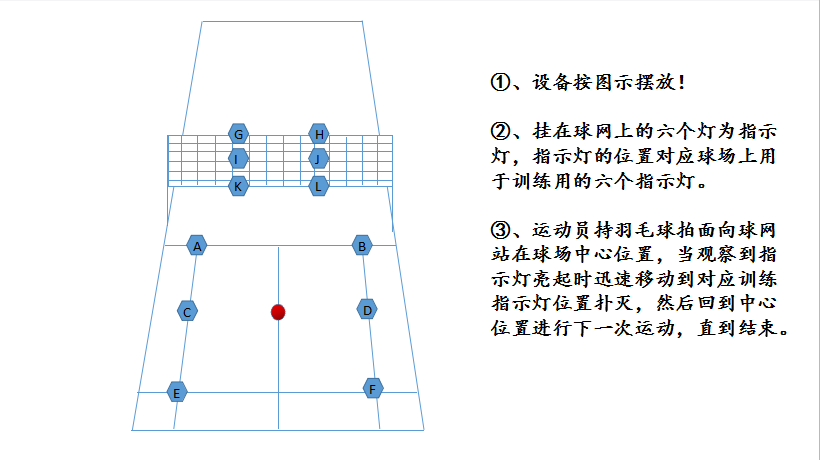 G H
I J
K L
A B
C D
E F
①、设备按图示摆放！
②、挂在球网上的六个灯为指示
灯，指示灯的位置对应球场上用
于训练用的六个指示灯。
③、运动员持羽毛球拍面向球网
站在球场中心位置，当观察到指
示灯亮起时迅速移动到对应训练
指示灯位置扑灭，然后回到中心
位置进行下一次运动，直到结束。